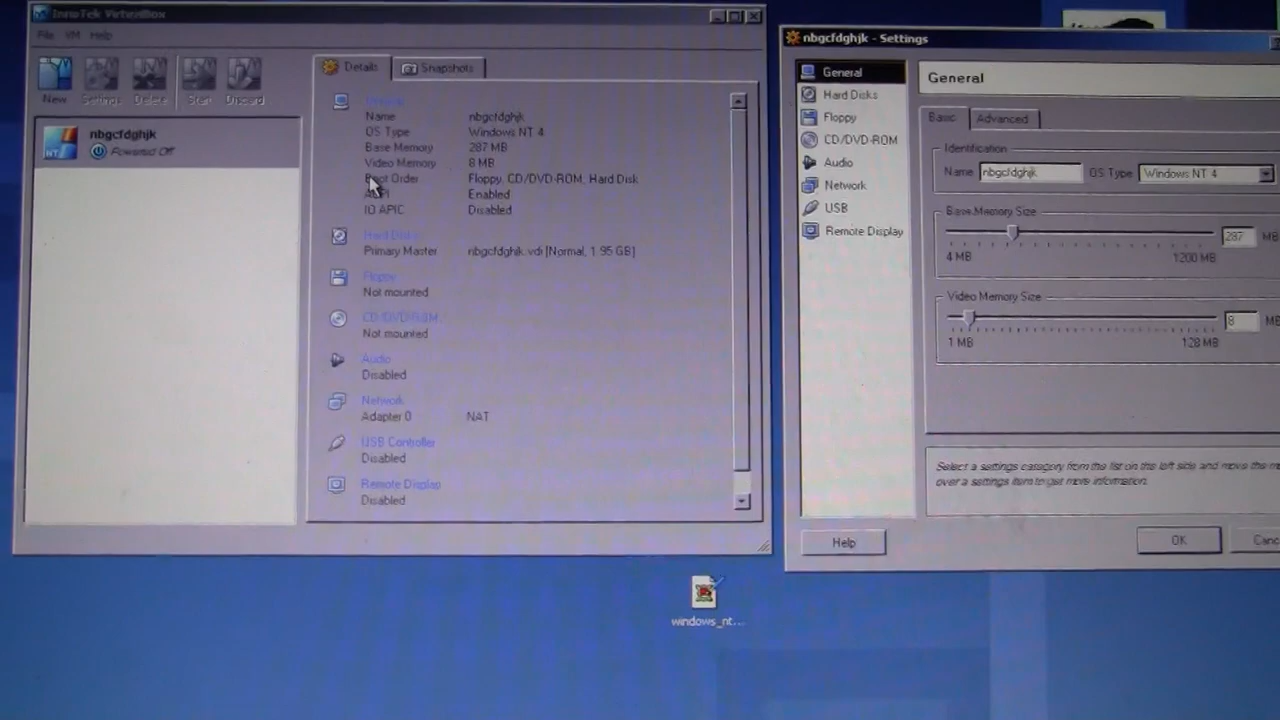 InnoTek VirtualBox
File VM Help
New Settings Delete Start Discard
nbgcfdghjk
Powered Off
Details Snapshots
General
Name nbgcfdghjk
OS Type Windows NT 4
Base Memory 287 MB
Video Memory 8 MB
Boot Order Floppy, CD/DVD-ROM, Hard Disk
ACPI Enabled
IO APIC Disabled
Hard Disks
Primary Master nbgcfdghjk.vdi [Normal, 1.95 GB]
Floppy
Not mounted
CD/DVD-ROM
Not mounted
Audio
Disabled
Network
Adapter 0 NAT
USB Controller
Disabled
Remote Display
Disabled
windows_nt...
nbgcfdghjk - Settings
General
Hard Disks
Floppy
CD/DVD-ROM
Audio
Network
USB
Remote Display
General
Basic Advanced
Identification
Name nbgcfdghjk OS Type Windows NT 4
Base Memory Size
287 MB
4 MB 1200 MB
Video Memory Size
8 MB
1 MB 128 MB
Select a settings category from the list on the left side and move the
over a settings item to get more information.
Help OK